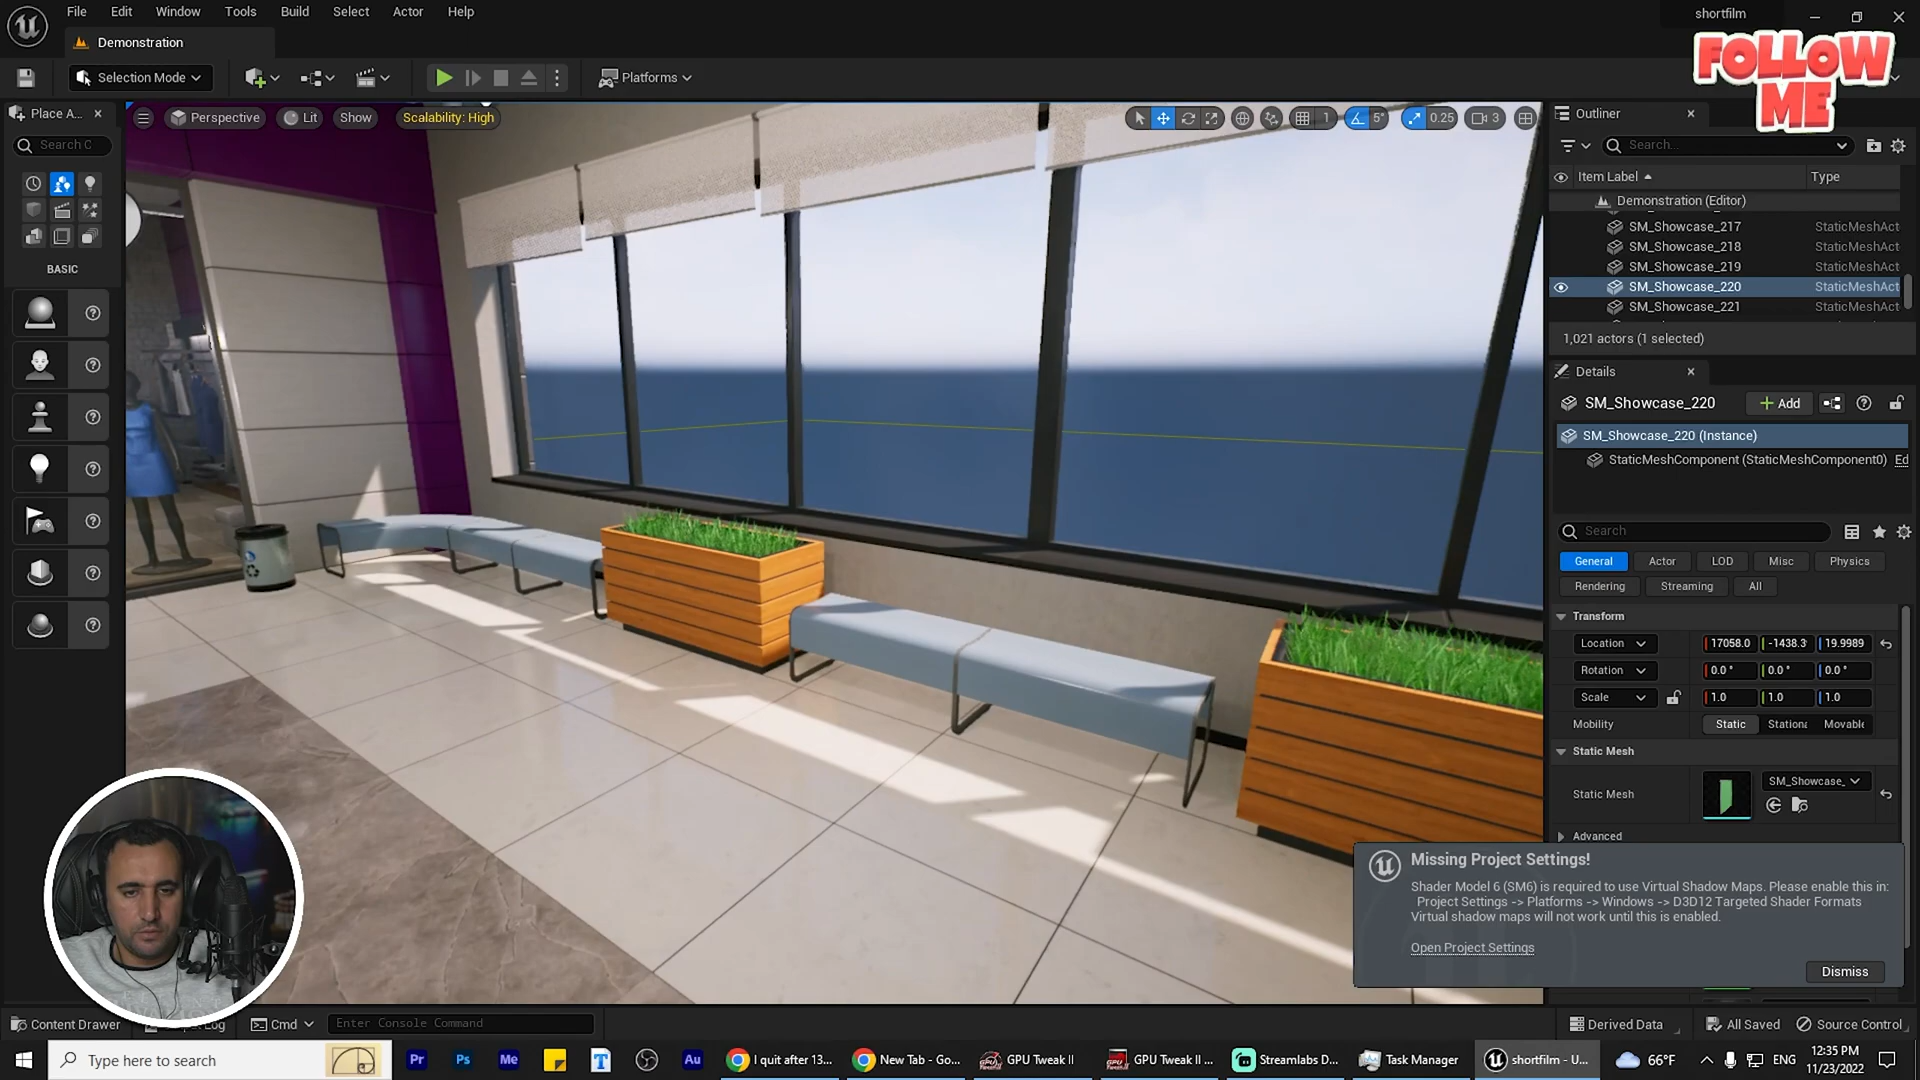 File Edit Window Tools Build Select Actor Help
shortfilm
Demonstration
FOLLOW
ME
Selection Mode
Platforms
Place A...
Search C
BASIC
Perspective
Lit
Show
Scalability: High
1
5°
0.25
3
Outliner
Search...
Item Label
Type
Demonstration (Editor)
SM_Showcase_217 StaticMeshAct
SM_Showcase_218 StaticMeshAct
SM_Showcase_219 StaticMeshAct
SM_Showcase_220 StaticMeshAct
SM_Showcase_221 StaticMeshAct
1,021 actors (1 selected)
Details
SM_Showcase_220
Add
SM_Showcase_220 (Instance)
StaticMeshComponent (StaticMeshComponent0) Ed
Search
General Actor LOD Misc Physics
Rendering Streaming All
Transform
Location 17058.0 -1438.3 19.9989
Rotation 0.0° 0.0° 0.0°
Scale 1.0 1.0 1.0
Mobility Static Stationa Movable
Static Mesh
Static Mesh SM_Showcase_
Advanced
Missing Project Settings!
Shader Model 6 (SM6) is required to use Virtual Shadow Maps. Please enable this in:
Project Settings -> Platforms -> Windows -> D3D12 Targeted Shader Formats
Virtual shadow maps will not work until this is enabled.
Open Project Settings
Dismiss
Content Drawer
Log
Cmd
Enter Console Command
Derived Data
All Saved
Source Control
Type here to search
Pr
Ps
Me
T
Au
I quit after 13...
New Tab - Go...
GPU Tweak II
GPU Tweak II ...
Streamlabs D...
Task Manager
shortfilm - U...
66°F
ENG
12:35 PM
11/23/2022